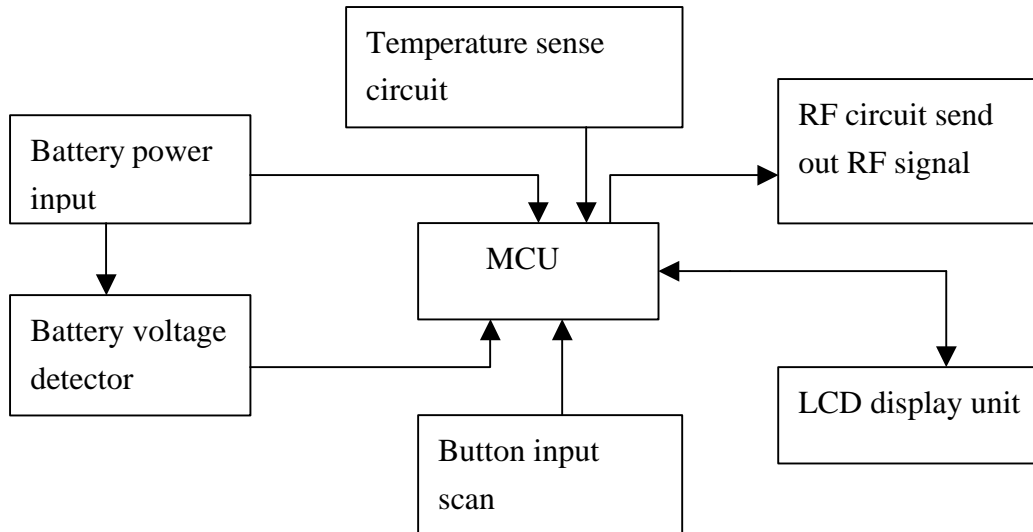 Temperature sense
circuit
RF circuit send
out RF signal
Battery power
input
MCU
Battery voltage
detector
LCD display unit
Button input
scan